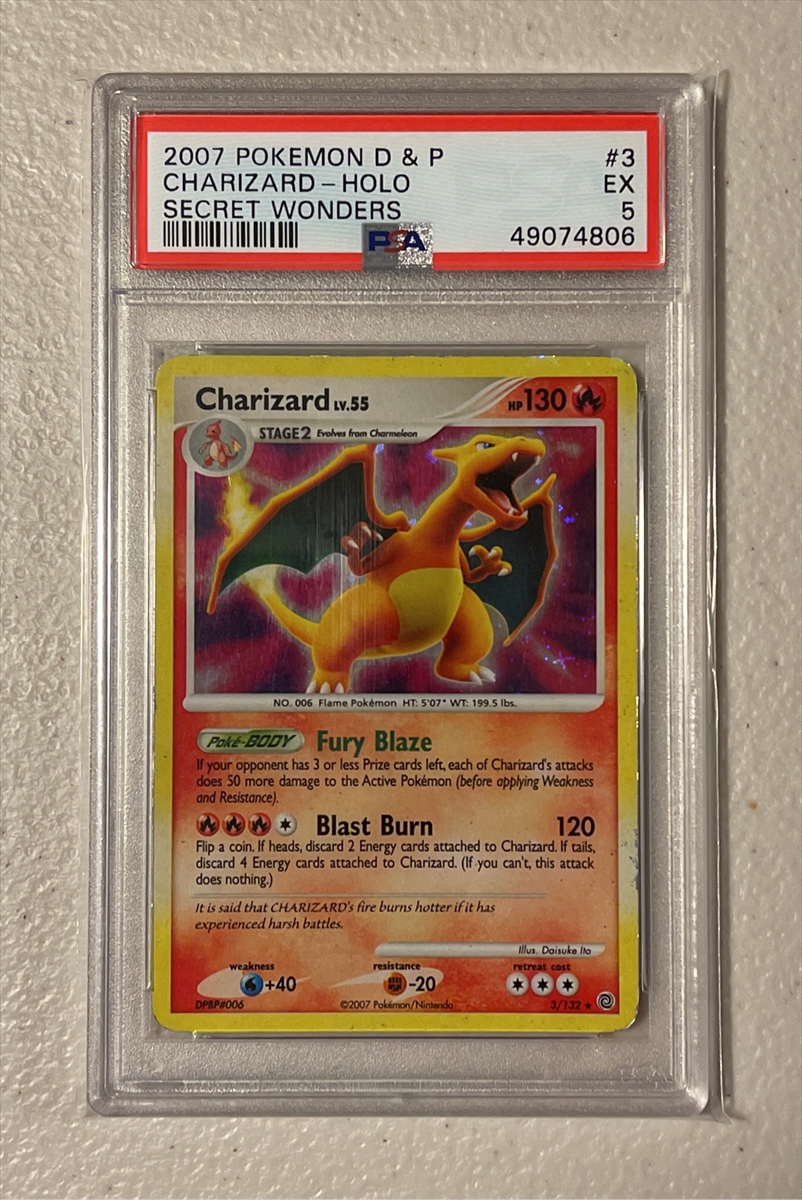 2007 POKEMON D & P #3
CHARIZARD - HOLO EX
SECRET WONDERS 5
PSA 49074806
Charizard LV.55 HP 130
STAGE 2 Evolves from Charmeleon
NO. 006 Flame Pokémon HT: 5'07" WT: 199.5 lbs.
Poké-BODY Fury Blaze
If your opponent has 3 or less Prize cards left, each of Charizard's attacks
does 50 more damage to the Active Pokémon (before applying Weakness
and Resistance).
Blast Burn 120
Flip a coin. If heads, discard 2 Energy cards attached to Charizard. If tails,
discard 4 Energy cards attached to Charizard. (If you can't, this attack
does nothing.)
It is said that CHARIZARD's fire burns hotter if it has
experienced harsh battles.
Illus. Daisuke Ito
weakness resistance retreat cost
+40 -20
DPBP#006 ©2007 Pokémon/Nintendo 3/132 ★